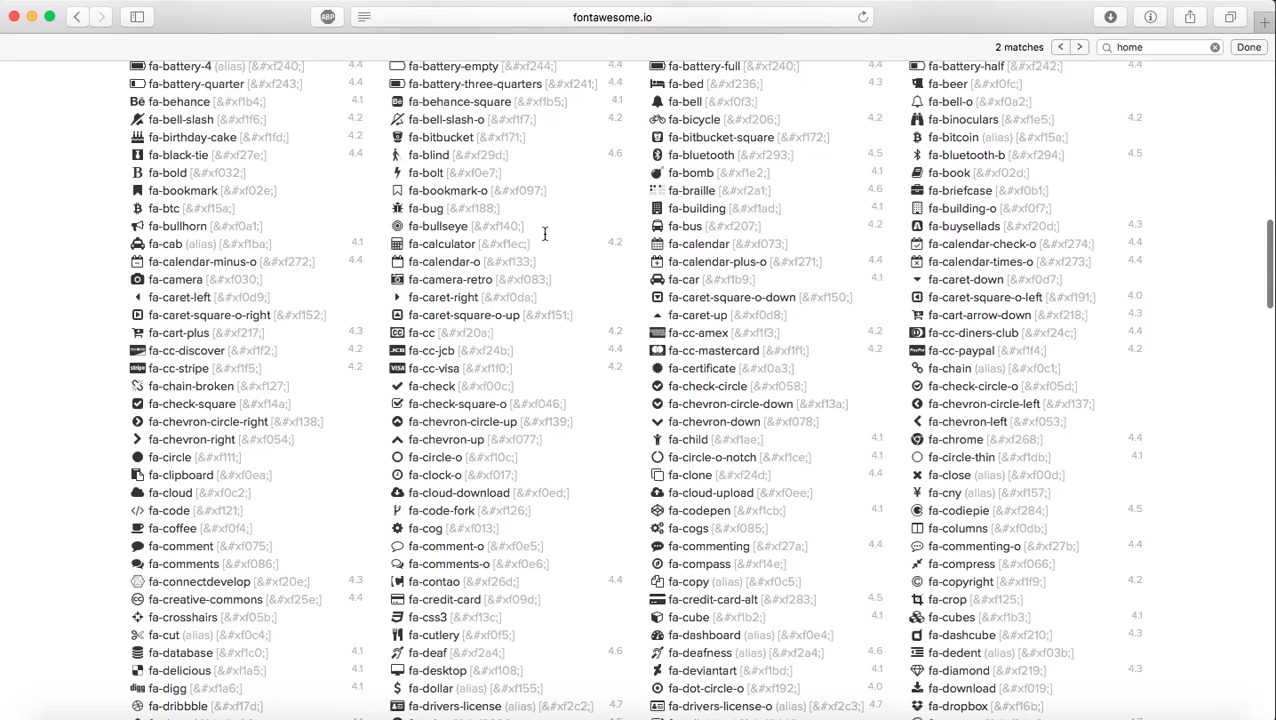 ABP fontawesome.io
2 matches home Done
fa-battery-4 (alias) [&#xf240;] 4.4 fa-battery-empty [&#xf244;] 4.4 fa-battery-full [&#xf240;] 4.4 fa-battery-half [&#xf242;] 4.4
fa-battery-quarter [&#xf243;] 4.4 fa-battery-three-quarters [&#xf241;] 4.4 fa-bed [&#xf236;] 4.3 fa-beer [&#xf0fc;]
fa-behance [&#xf1b4;] 4.1 fa-behance-square [&#xf1b5;] 4.1 fa-bell [&#xf0f3;] fa-bell-o [&#xf0a2;]
fa-bell-slash [&#xf1f6;] 4.2 fa-bell-slash-o [&#xf1f7;] 4.2 fa-bicycle [&#xf206;] 4.2 fa-binoculars [&#xf1e5;] 4.2
fa-birthday-cake [&#xf1fd;] 4.2 fa-bitbucket [&#xf171;] fa-bitbucket-square [&#xf172;] fa-bitcoin (alias) [&#xf15a;]
fa-black-tie [&#xf27e;] 4.4 fa-blind [&#xf29d;] 4.6 fa-bluetooth [&#xf293;] 4.5 fa-bluetooth-b [&#xf294;] 4.5
fa-bold [&#xf032;] fa-bolt [&#xf0e7;] fa-bomb [&#xf1e2;] 4.1 fa-book [&#xf02d;]
fa-bookmark [&#xf02e;] fa-bookmark-o [&#xf097;] fa-braille [&#xf2a1;] 4.6 fa-briefcase [&#xf0b1;]
fa-btc [&#xf15a;] fa-bug [&#xf188;] fa-building [&#xf1ad;] 4.1 fa-building-o [&#xf0f7;]
fa-bullhorn [&#xf0a1;] fa-bullseye [&#xf140;] fa-bus [&#xf207;] 4.2 fa-buysellads [&#xf20d;] 4.3
fa-cab (alias) [&#xf1ba;] 4.1 fa-calculator [&#xf1ec;] 4.2 fa-calendar [&#xf073;] fa-calendar-check-o [&#xf274;] 4.4
fa-calendar-minus-o [&#xf272;] 4.4 fa-calendar-o [&#xf133;] fa-calendar-plus-o [&#xf271;] 4.4 fa-calendar-times-o [&#xf273;] 4.4
fa-camera [&#xf030;] fa-camera-retro [&#xf083;] fa-car [&#xf1b9;] 4.1 fa-caret-down [&#xf0d7;]
fa-caret-left [&#xf0d9;] fa-caret-right [&#xf0da;] fa-caret-square-o-down [&#xf150;] fa-caret-square-o-left [&#xf191;] 4.0
fa-caret-square-o-right [&#xf152;] fa-caret-square-o-up [&#xf151;] fa-caret-up [&#xf0d8;] fa-cart-arrow-down [&#xf218;] 4.3
fa-cart-plus [&#xf217;] 4.3 fa-cc [&#xf20a;] 4.2 fa-cc-amex [&#xf1f3;] 4.2 fa-cc-diners-club [&#xf24c;] 4.4
fa-cc-discover [&#xf1f2;] 4.2 fa-cc-jcb [&#xf24b;] 4.4 fa-cc-mastercard [&#xf1f1;] 4.2 fa-cc-paypal [&#xf1f4;] 4.2
fa-cc-stripe [&#xf1f5;] 4.2 fa-cc-visa [&#xf1f0;] 4.2 fa-certificate [&#xf0a3;] fa-chain (alias) [&#xf0c1;]
fa-chain-broken [&#xf127;] fa-check [&#xf00c;] fa-check-circle [&#xf058;] fa-check-circle-o [&#xf05d;]
fa-check-square [&#xf14a;] fa-check-square-o [&#xf046;] fa-chevron-circle-down [&#xf13a;] fa-chevron-circle-left [&#xf137;]
fa-chevron-circle-right [&#xf138;] fa-chevron-circle-up [&#xf139;] fa-chevron-down [&#xf078;] fa-chevron-left [&#xf053;]
fa-chevron-right [&#xf054;] fa-chevron-up [&#xf077;] fa-child [&#xf1ae;] 4.1 fa-chrome [&#xf268;] 4.4
fa-circle [&#xf111;] fa-circle-o [&#xf10c;] fa-circle-o-notch [&#xf1ce;] 4.1 fa-circle-thin [&#xf1db;] 4.1
fa-clipboard [&#xf0ea;] fa-clock-o [&#xf017;] fa-clone [&#xf24d;] 4.4 fa-close (alias) [&#xf00d;]
fa-cloud [&#xf0c2;] fa-cloud-download [&#xf0ed;] fa-cloud-upload [&#xf0ee;] fa-cny (alias) [&#xf157;]
fa-code [&#xf121;] fa-code-fork [&#xf126;] fa-codepen [&#xf1cb;] 4.1 fa-codiepie [&#xf284;] 4.5
fa-coffee [&#xf0f4;] fa-cog [&#xf013;] fa-cogs [&#xf085;] fa-columns [&#xf0db;]
fa-comment [&#xf075;] fa-comment-o [&#xf0e5;] fa-commenting [&#xf27a;] 4.4 fa-commenting-o [&#xf27b;] 4.4
fa-comments [&#xf086;] fa-comments-o [&#xf0e6;] fa-compass [&#xf14e;] fa-compress [&#xf066;]
fa-connectdevelop [&#xf20e;] 4.3 fa-contao [&#xf26d;] 4.4 fa-copy (alias) [&#xf0c5;] fa-copyright [&#xf1f9;] 4.2
fa-creative-commons [&#xf25e;] 4.4 fa-credit-card [&#xf09d;] fa-credit-card-alt [&#xf283;] 4.5 fa-crop [&#xf125;]
fa-crosshairs [&#xf05b;] fa-css3 [&#xf13c;] fa-cube [&#xf1b2;] 4.1 fa-cubes [&#xf1b3;] 4.1
fa-cut (alias) [&#xf0c4;] fa-cutlery [&#xf0f5;] fa-dashboard (alias) [&#xf0e4;] fa-dashcube [&#xf210;] 4.3
fa-database [&#xf1c0;] 4.1 fa-deaf [&#xf2a4;] 4.6 fa-deafness (alias) [&#xf2a4;] 4.6 fa-dedent (alias) [&#xf03b;]
fa-delicious [&#xf1a5;] 4.1 fa-desktop [&#xf108;] fa-deviantart [&#xf1bd;] 4.1 fa-diamond [&#xf219;] 4.3
fa-digg [&#xf1a6;] 4.1 fa-dollar (alias) [&#xf155;] fa-dot-circle-o [&#xf192;] 4.0 fa-download [&#xf019;]
fa-dribbble [&#xf17d;] fa-drivers-license (alias) [&#xf2c2;] 4.7 fa-drivers-license-o (alias) [&#xf2c3;] 4.7 fa-dropbox [&#xf16b;]